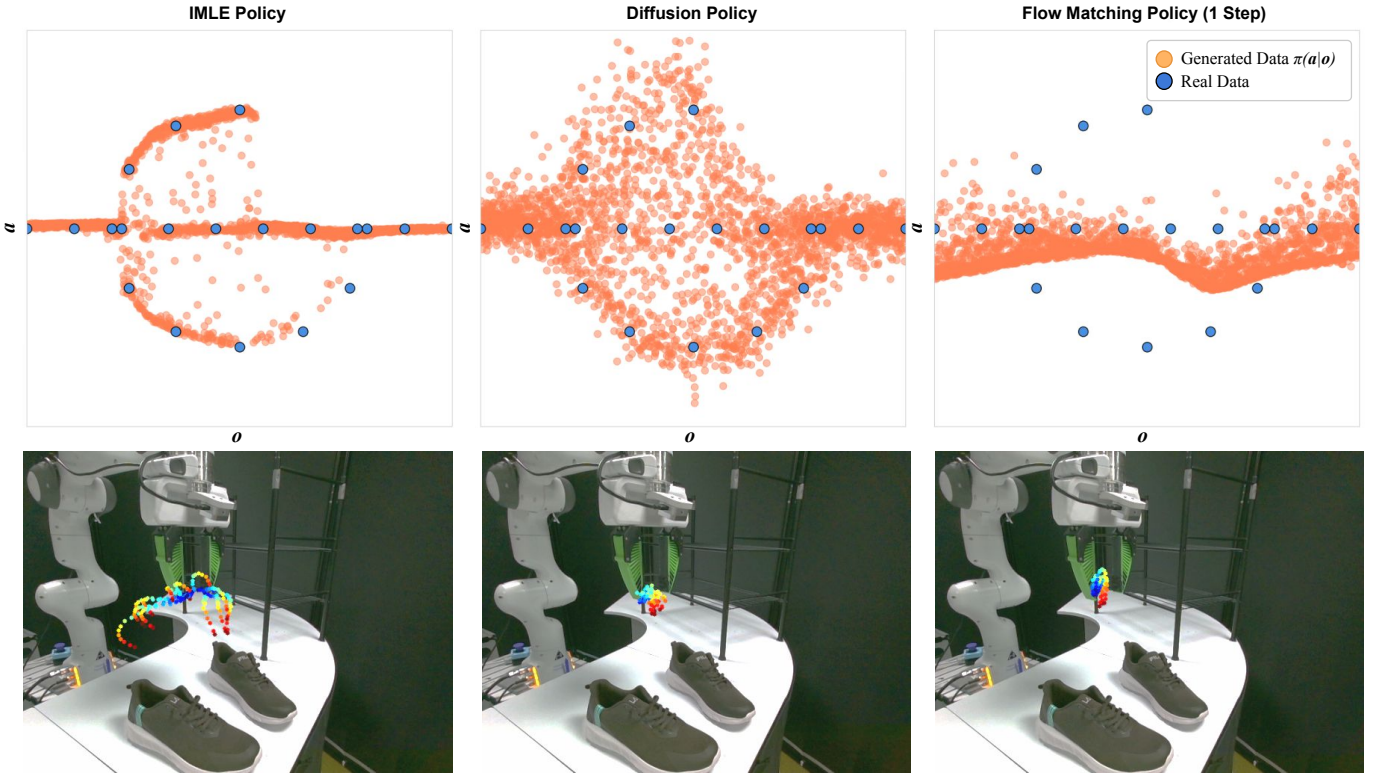 IMLE Policy
Diffusion Policy
Flow Matching Policy (1 Step)
Generated Data π(a|o)
Real Data
a
a
a
o
o
o